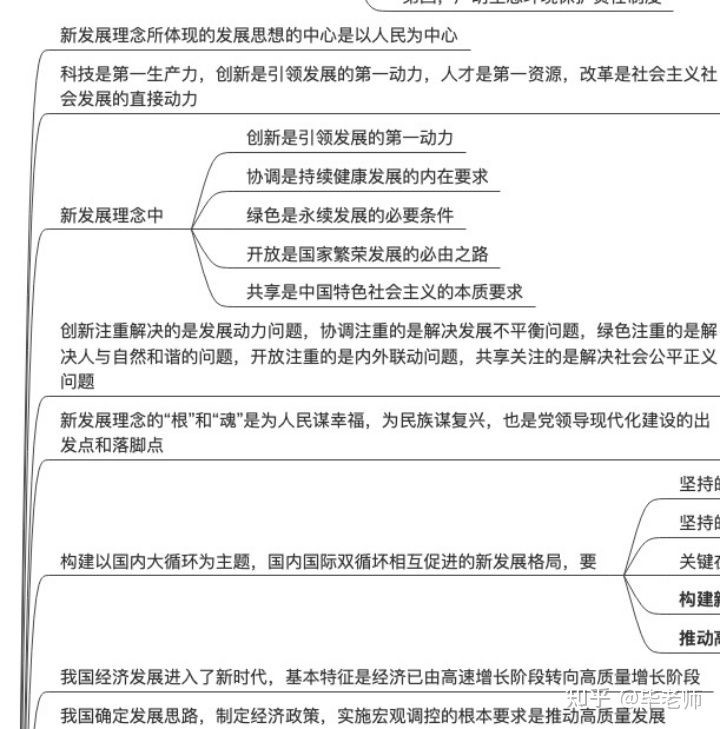 新发展理念所体现的发展思想的中心是以人民为中心
科技是第一生产力，创新是引领发展的第一动力，人才是第一资源，改革是社会主义社
会发展的直接动力
新发展理念中
创新是引领发展的第一动力
协调是持续健康发展的内在要求
绿色是永续发展的必要条件
开放是国家繁荣发展的必由之路
共享是中国特色社会主义的本质要求
创新注重解决的是发展动力问题，协调注重的是解决发展不平衡问题，绿色注重的是解
决人与自然和谐的问题，开放注重的是内外联动问题，共享关注的是解决社会公平正义
问题
新发展理念的“根”和“魂”是为人民谋幸福，为民族谋复兴，也是党领导现代化建设的出
发点和落脚点
构建以国内大循环为主题，国内国际双循坏相互促进的新发展格局，要
坚持的
坚持的
关键在
构建新
推动高
我国经济发展进入了新时代，基本特征是经济已由高速增长阶段转向高质量增长阶段
我国确定发展思路，制定经济政策，实施宏观调控的根本要求是推动高质量发展
知乎 @毕老师